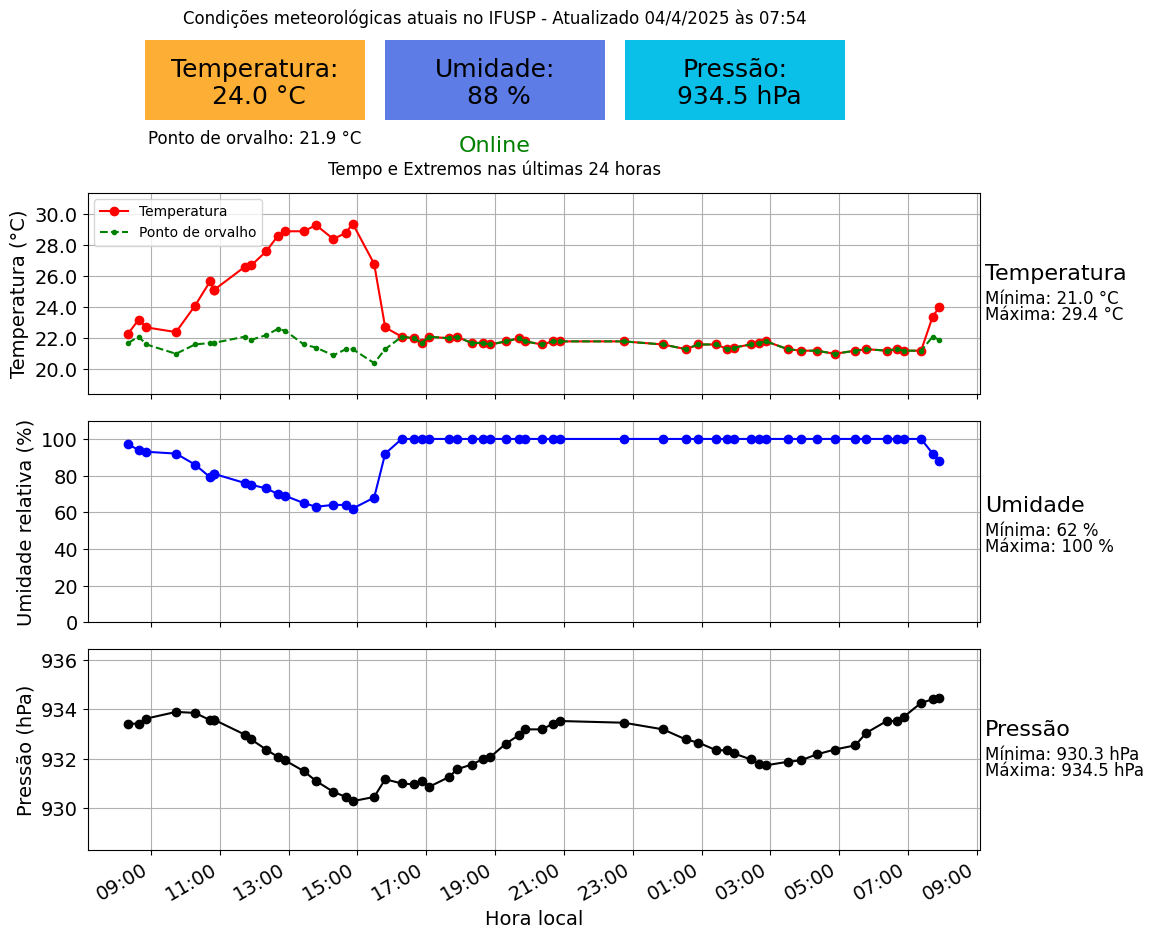 Condições meteorológicas atuais no IFUSP - Atualizado 04/4/2025 às 07:54
Temperatura:
24.0 °C
Umidade:
88 %
Pressão:
934.5 hPa
Ponto de orvalho: 21.9 °C
Online
Tempo e Extremos nas últimas 24 horas
Temperatura (°C)
30.0
28.0
26.0
24.0
22.0
20.0
Temperatura
Ponto de orvalho
Temperatura
Mínima: 21.0 °C
Máxima: 29.4 °C
Umidade relativa (%)
100
80
60
40
20
0
Umidade
Mínima: 62 %
Máxima: 100 %
Pressão (hPa)
936
934
932
930
Pressão
Mínima: 930.3 hPa
Máxima: 934.5 hPa
09:00 11:00 13:00 15:00 17:00 19:00 21:00 23:00 01:00 03:00 05:00 07:00 09:00
Hora local